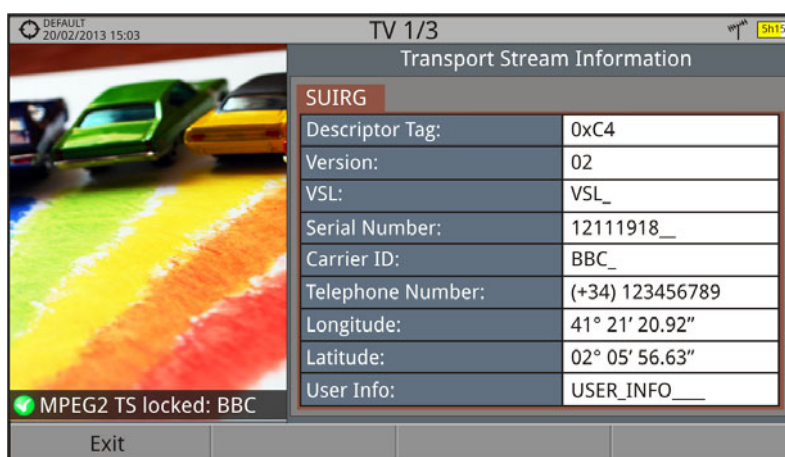 DEFAULT
20/02/2013 15:03
TV 1/3
5h15
Transport Stream Information
SUIRG
Descriptor Tag: 0xC4
Version: 02
VSL: VSL_
Serial Number: 12111918__
Carrier ID: BBC_
Telephone Number: (+34) 123456789
Longitude: 41° 21’ 20.92”
Latitude: 02° 05’ 56.63”
User Info: USER_INFO____
MPEG2 TS locked: BBC
Exit